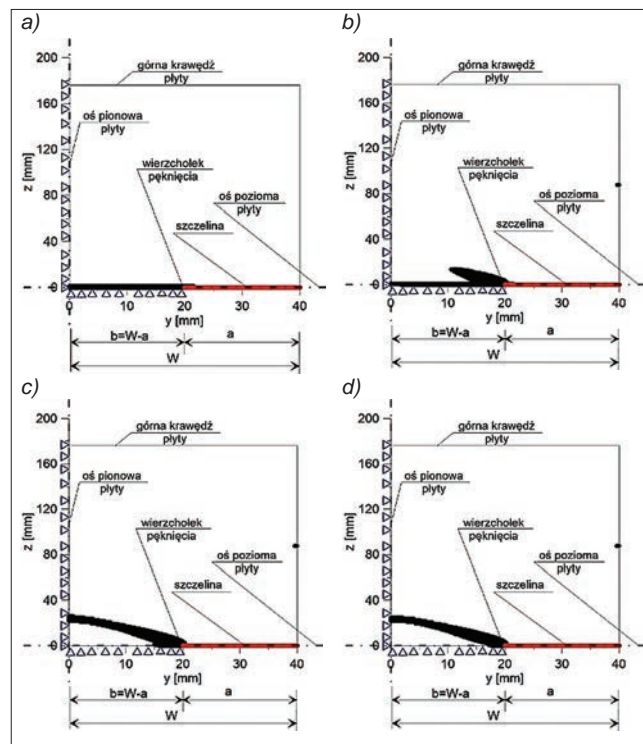 a)
200
górna krawędź
płyty
160
oś pionowa
płyty
120
z [mm]
wierzchołek
pęknięcia
oś pozioma
płyty
80
szczelina
40
0
0 10 20 30 40
y [mm]
b=W-a a
W
b)
200
górna krawędź
płyty
160
oś pionowa
płyty
120
z [mm]
wierzchołek
pęknięcia
oś pozioma
płyty
80
szczelina
40
0
0 10 20 30 40
y [mm]
b=W-a a
W
c)
200
górna krawędź
płyty
160
oś pionowa
płyty
120
z [mm]
wierzchołek
pęknięcia
oś pozioma
płyty
80
szczelina
40
0
0 10 20 30 40
y [mm]
b=W-a a
W
d)
200
górna krawędź
płyty
160
oś pionowa
płyty
120
z [mm]
wierzchołek
pęknięcia
oś pozioma
płyty
80
szczelina
40
0
0 10 20 30 40
y [mm]
b=W-a a
W